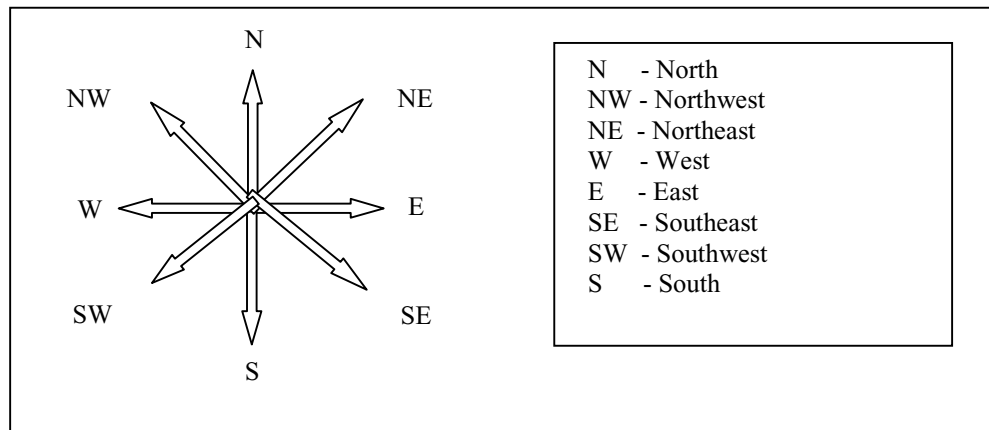 N
NW
NE
W
E
SW
SE
S
N - North
NW - Northwest
NE - Northeast
W - West
E - East
SE - Southeast
SW - Southwest
S - South